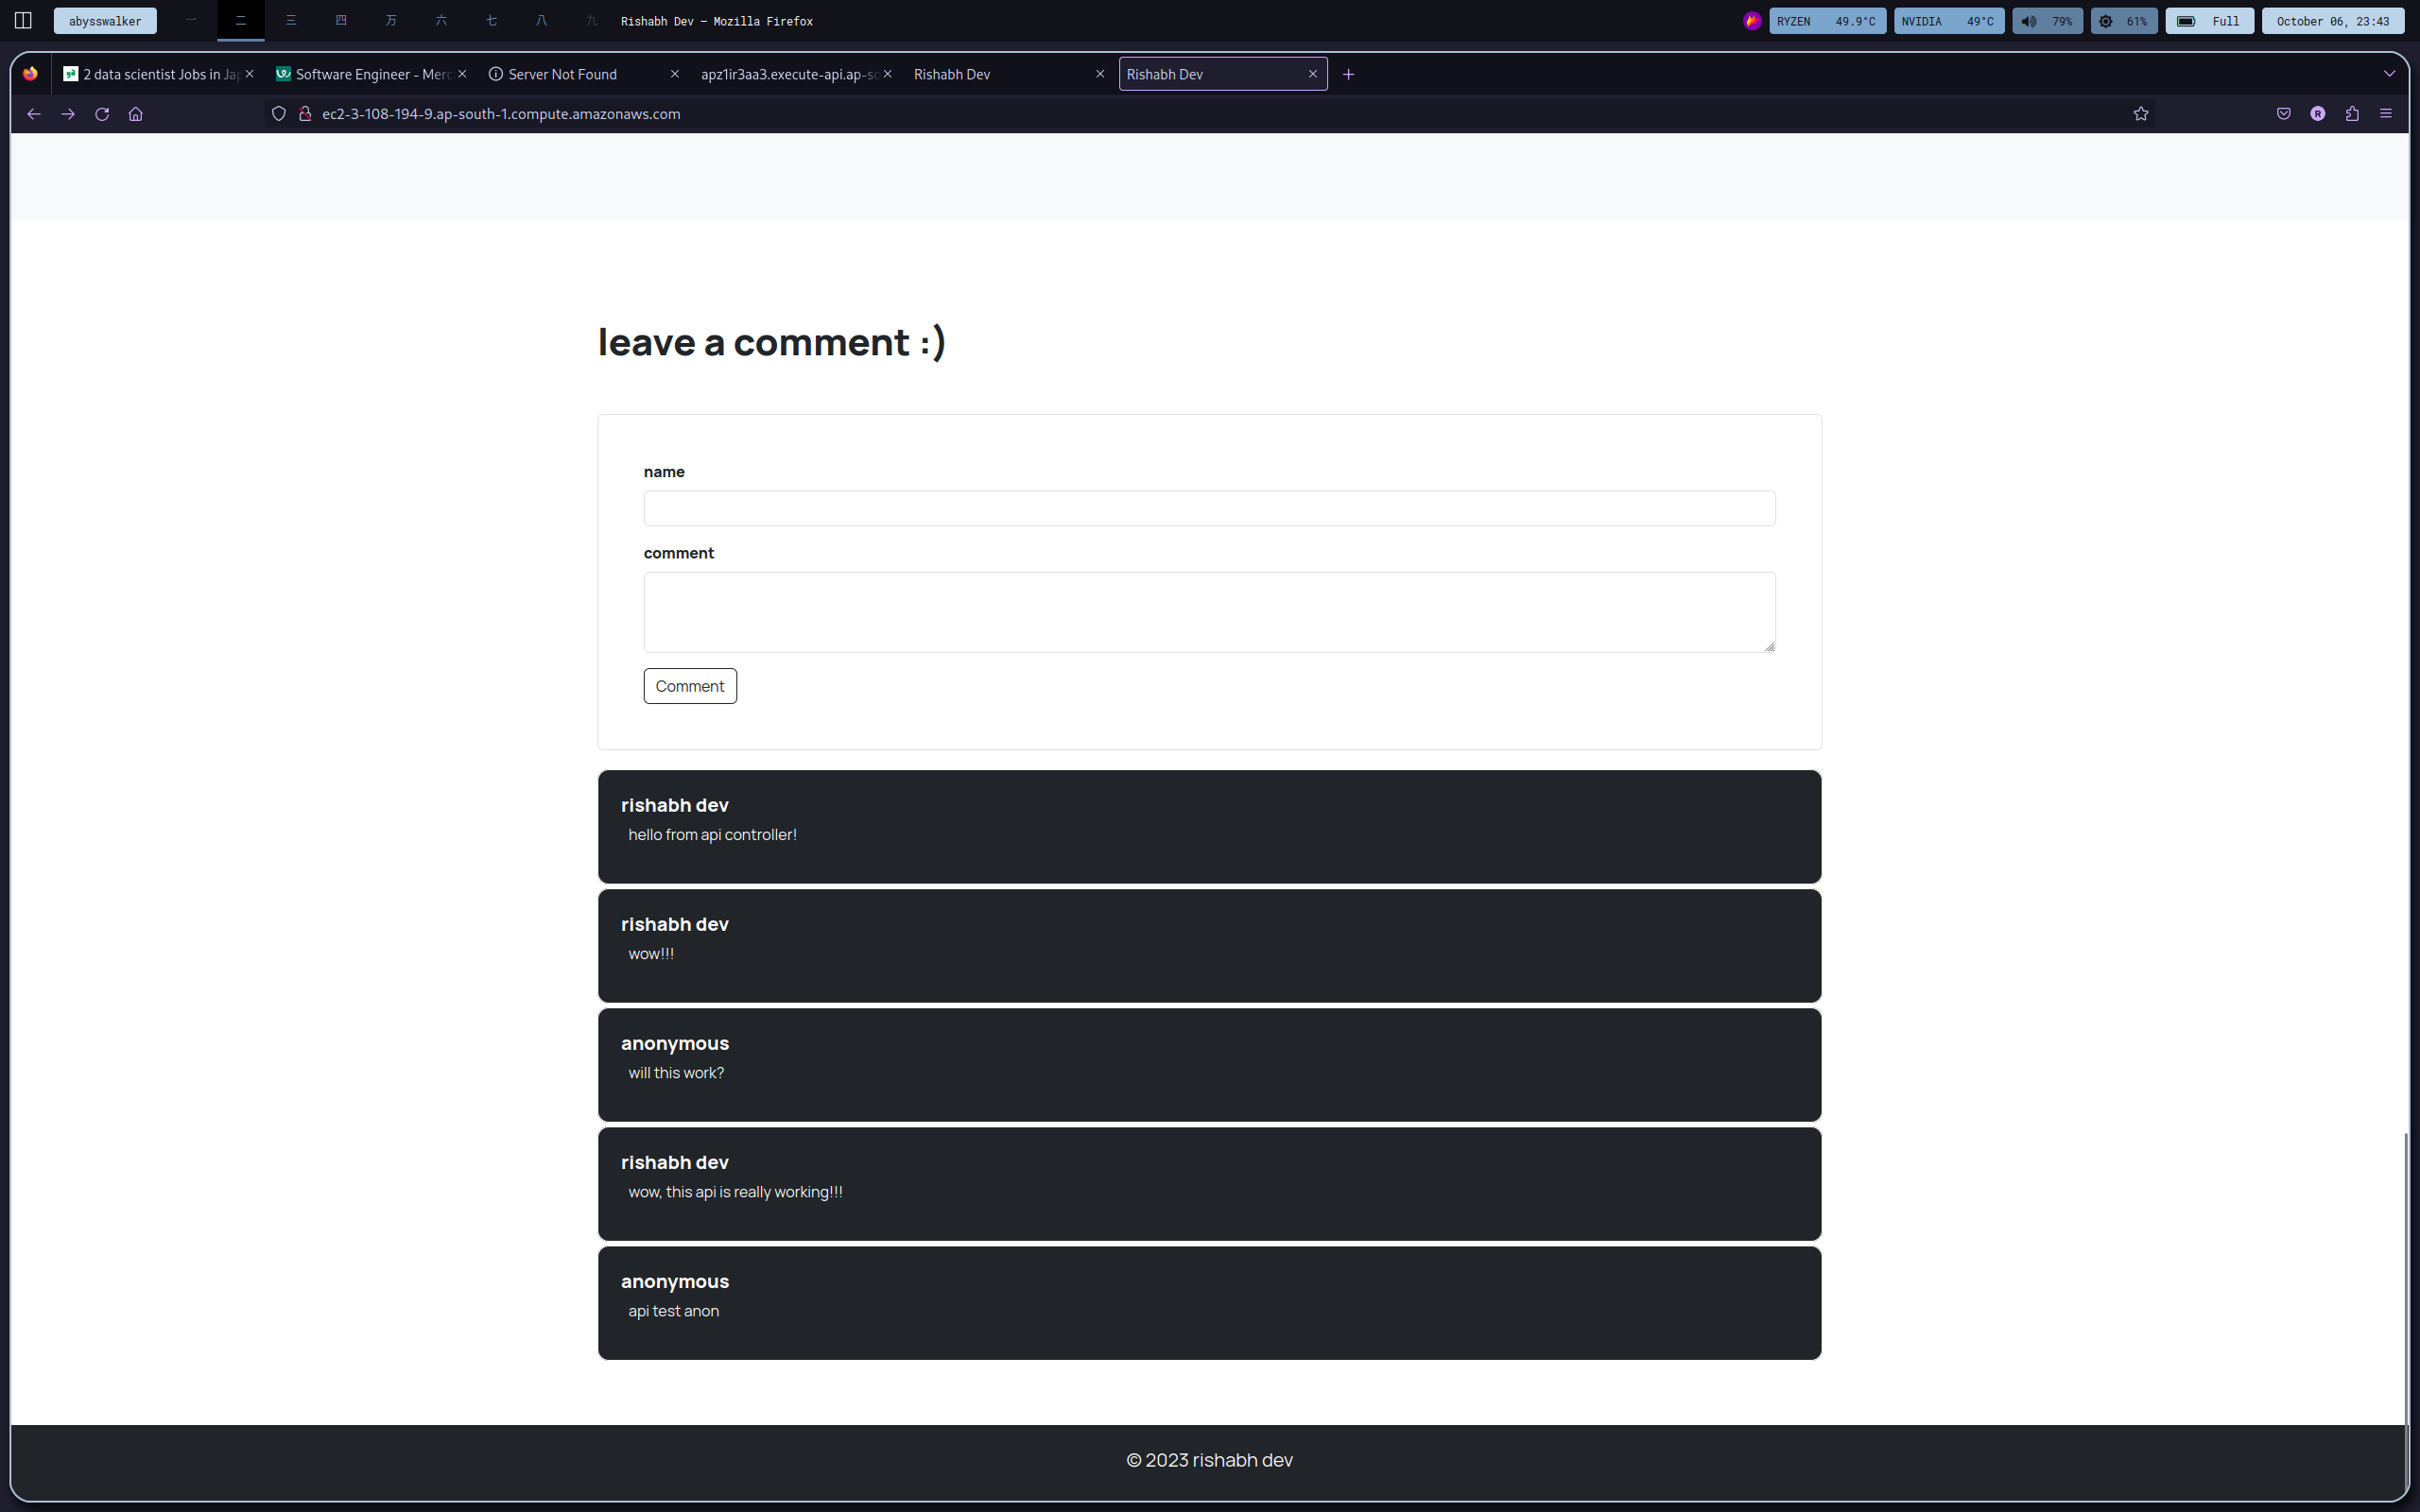 abysswalker 一 二 三 四 万 六 七 八 九 Rishabh Dev — Mozilla Firefox RYZEN 49.9°C NVIDIA 49°C 79% 61% Full October 06, 23:43
2 data scientist Jobs in Jap Software Engineer - Merc Server Not Found apz1ir3aa3.execute-api.ap-so Rishabh Dev Rishabh Dev
ec2-3-108-194-9.ap-south-1.compute.amazonaws.com R
leave a comment :)
name
comment
Comment
rishabh dev
hello from api controller!
rishabh dev
wow!!!
anonymous
will this work?
rishabh dev
wow, this api is really working!!!
anonymous
api test anon
© 2023 rishabh dev